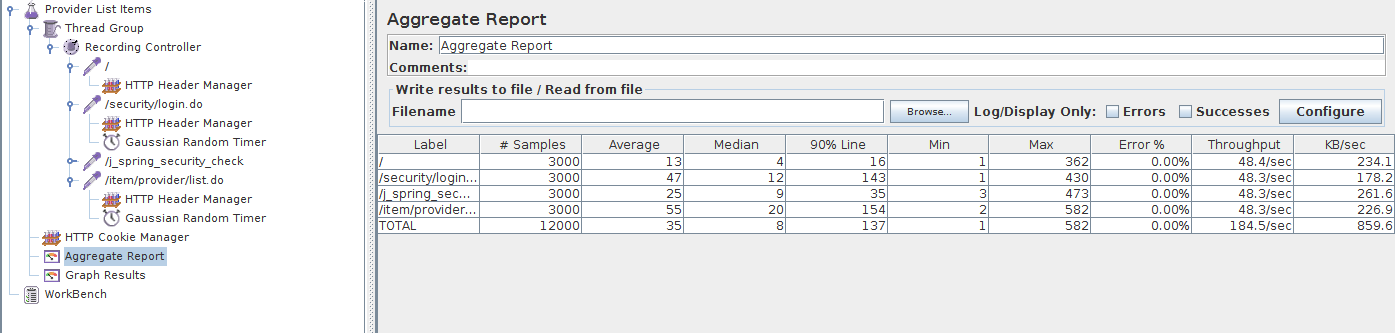 Provider List Items
Thread Group
Recording Controller
/
HTTP Header Manager
/security/login.do
HTTP Header Manager
Gaussian Random Timer
/j_spring_security_check
/item/provider/list.do
HTTP Header Manager
Gaussian Random Timer
HTTP Cookie Manager
Aggregate Report
Graph Results
WorkBench
Aggregate Report
Name: Aggregate Report
Comments:
Write results to file / Read from file
Filename Browse... Log/Display Only: Errors Successes Configure
Label # Samples Average Median 90% Line Min Max Error % Throughput KB/sec
/ 3000 13 4 16 1 362 0.00% 48.4/sec 234.1
/security/login... 3000 47 12 143 1 430 0.00% 48.3/sec 178.2
/j_spring_sec... 3000 25 9 35 3 473 0.00% 48.3/sec 261.6
/item/provider... 3000 55 20 154 2 582 0.00% 48.3/sec 226.9
TOTAL 12000 35 8 137 1 582 0.00% 184.5/sec 859.6